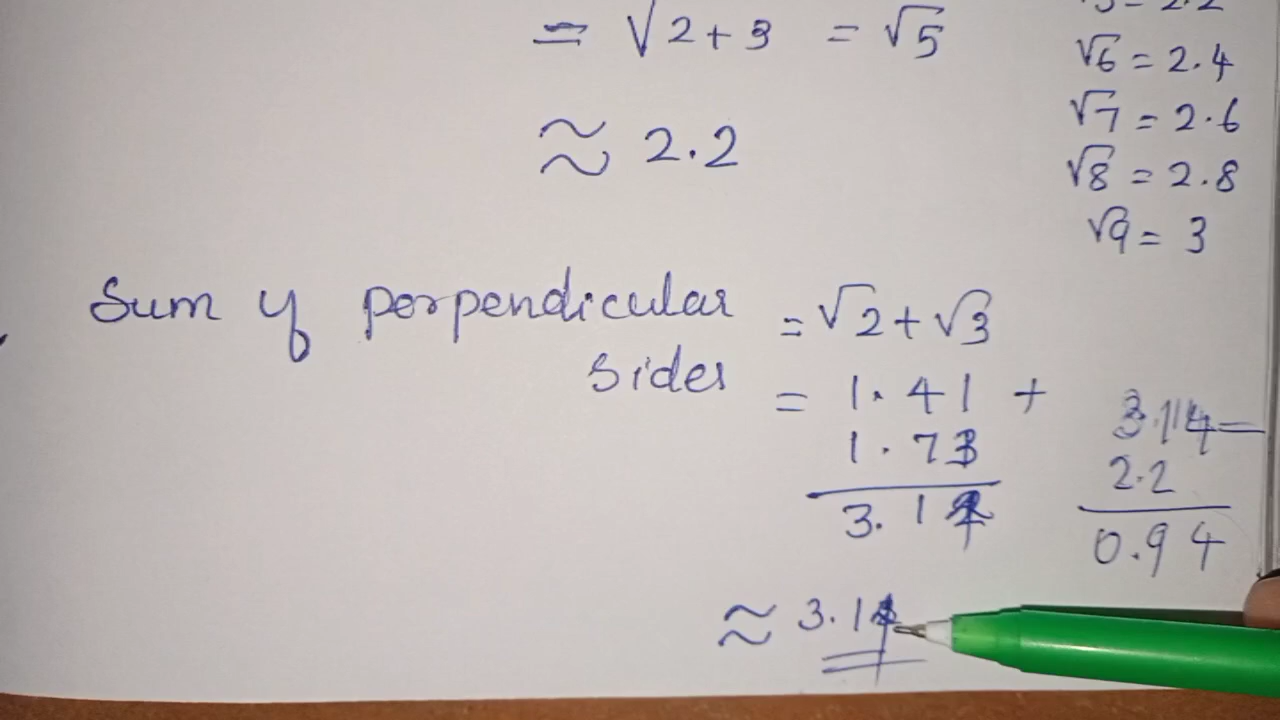 = √2+3 = √5
≈ 2.2
√6 = 2.4
√7 = 2.6
√8 = 2.8
√9 = 3
Sum of perpendicular = √2 + √3
sides = 1.41 +
1.73
3.14
≈ 3.14
3.14 -
2.2
0.94